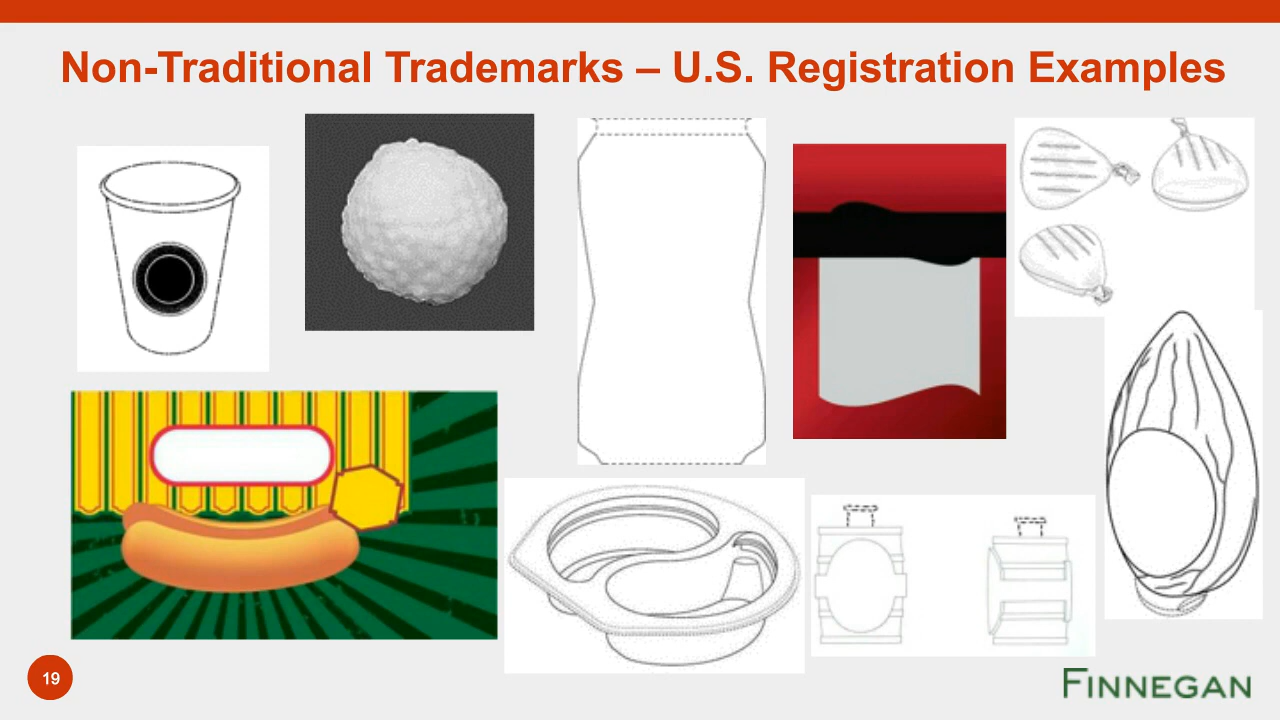 Non-Traditional Trademarks – U.S. Registration Examples
19
FINNEGAN